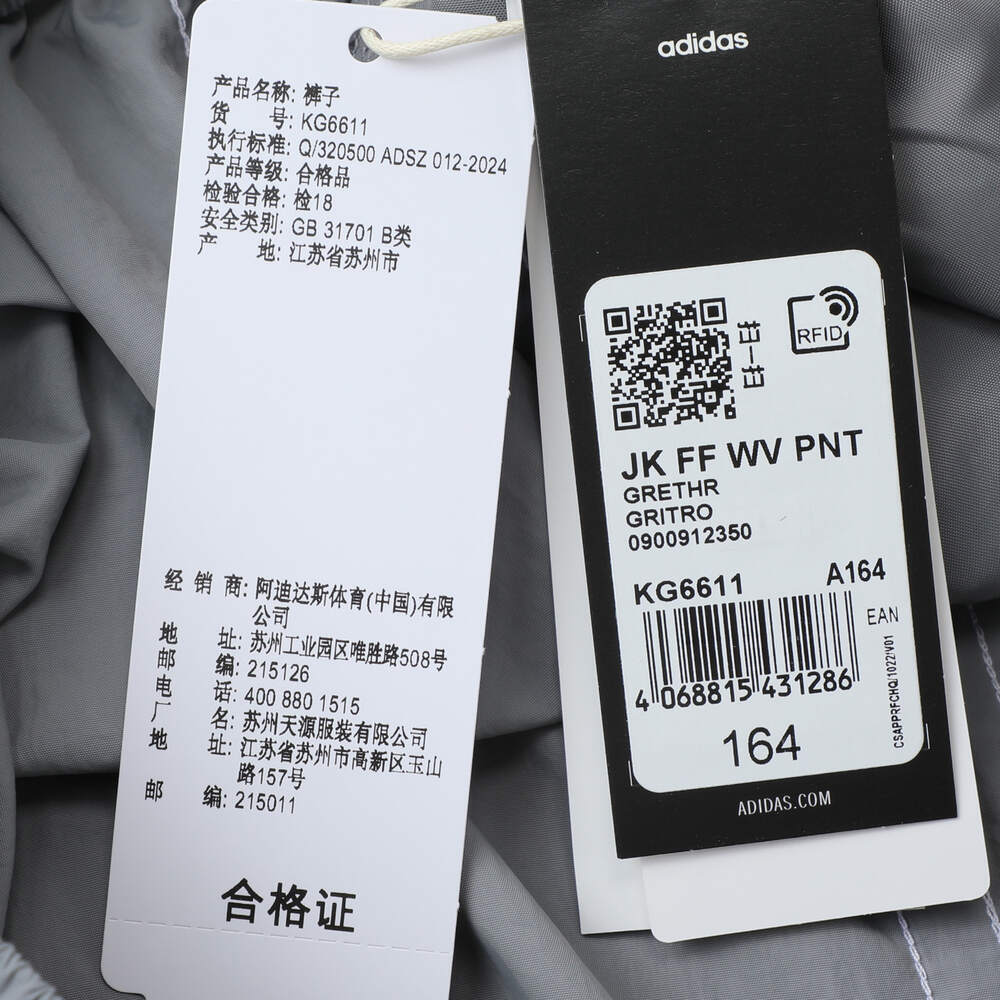 产品名称: 裤子
货 号: KG6611
执行标准: Q/320500 ADSZ 012-2024
产品等级: 合格品
检验合格: 检18
安全类别: GB 31701 B类
产 地: 江苏省苏州市
经 销 商: 阿迪达斯体育(中国)有限
公司
地 址: 苏州工业园区唯胜路508号
邮 编: 215126
电 话: 400 880 1515
厂 名: 苏州天源服装有限公司
地 址: 江苏省苏州市高新区玉山
路157号
邮 编: 215011
合格证
adidas
RFID
JK FF WV PNT
GRETHR
GRITRO
0900912350
KG6611 A164
EAN
4 068815 431286
CSAPPRFCHQ/1022/V01
164
ADIDAS.COM